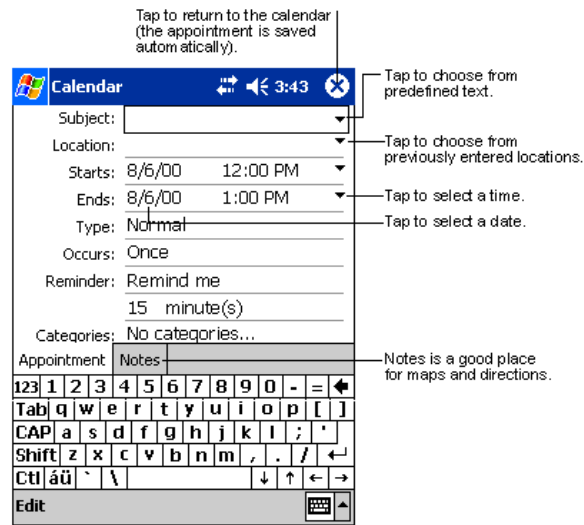 Tap to return to the calendar
(the appointment is saved
automatically).
Calendar 3:43
Tap to choose from
predefined text.
Subject:
Location:
Tap to choose from
previously entered locations.
Starts: 8/6/00 12:00 PM
Ends: 8/6/00 1:00 PM
Tap to select a time.
Tap to select a date.
Type: Normal
Occurs: Once
Reminder: Remind me
15 minute(s)
Categories: No categories...
Appointment Notes
Notes is a good place
for maps and directions.
123 1 2 3 4 5 6 7 8 9 0 - =
Tab q w e r t y u i o p [ ]
CAP a s d f g h j k l ; '
Shift z x c v b n m , . /
Ctl áü ` \
Edit